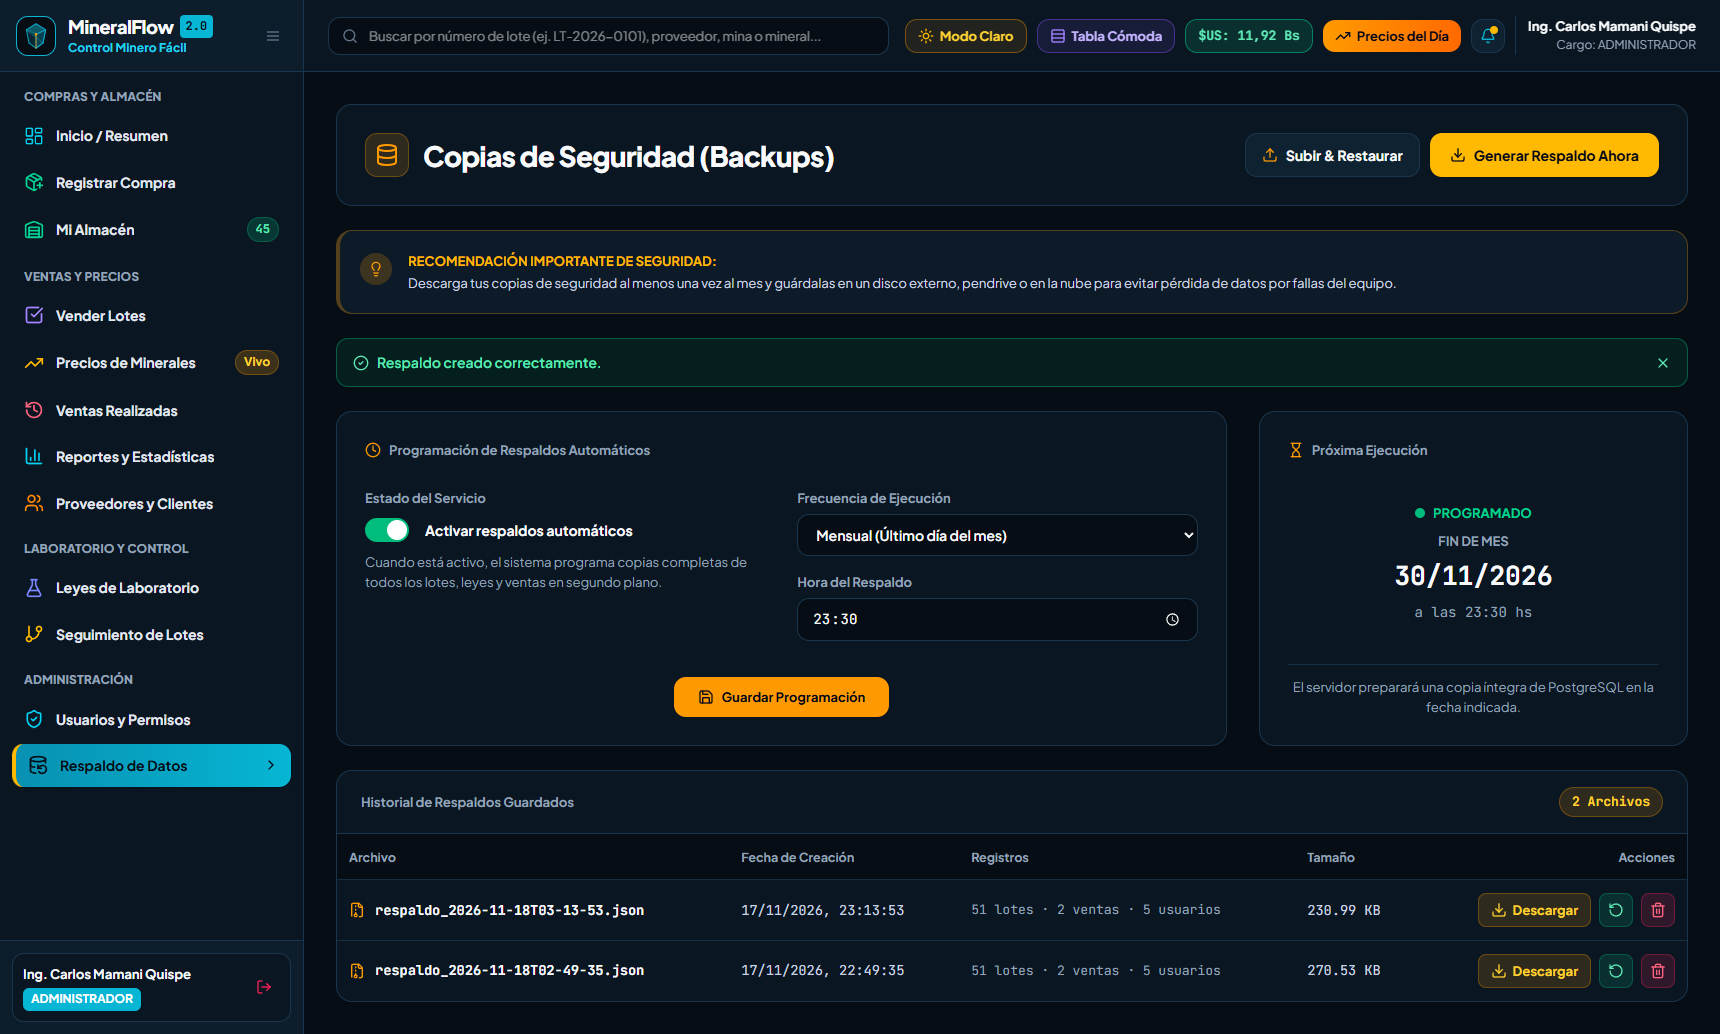 MineralFlow 2.0
Control Minero Fácil
Buscar por número de lote (ej. LT-2026-0101), proveedor, mina o mineral...
Modo Claro
Tabla Cómoda
$US: 11,92 Bs
Precios del Día
Ing. Carlos Mamani Quispe
Cargo: ADMINISTRADOR
COMPRAS Y ALMACÉN
Inicio / Resumen
Registrar Compra
Mi Almacén 45
VENTAS Y PRECIOS
Vender Lotes
Precios de Minerales Vivo
Ventas Realizadas
Reportes y Estadísticas
Proveedores y Clientes
LABORATORIO Y CONTROL
Leyes de Laboratorio
Seguimiento de Lotes
ADMINISTRACIÓN
Usuarios y Permisos
Respaldo de Datos
Ing. Carlos Mamani Quispe
ADMINISTRADOR
Copias de Seguridad (Backups)
Subir & Restaurar
Generar Respaldo Ahora
RECOMENDACIÓN IMPORTANTE DE SEGURIDAD:
Descarga tus copias de seguridad al menos una vez al mes y guárdalas en un disco externo, pendrive o en la nube para evitar pérdida de datos por fallas del equipo.
Respaldo creado correctamente.
Programación de Respaldos Automáticos
Estado del Servicio
Activar respaldos automáticos
Cuando está activo, el sistema programa copias completas de
todos los lotes, leyes y ventas en segundo plano.
Frecuencia de Ejecución
Mensual (Último día del mes)
Hora del Respaldo
23:30
Guardar Programación
Próxima Ejecución
PROGRAMADO
FIN DE MES
30/11/2026
a las 23:30 hs
El servidor preparará una copia íntegra de PostgreSQL en la
fecha indicada.
Historial de Respaldos Guardados
2 Archivos
Archivo Fecha de Creación Registros Tamaño Acciones
respaldo_2026-11-18T03-13-53.json 17/11/2026, 23:13:53 51 lotes · 2 ventas · 5 usuarios 230.99 KB Descargar
respaldo_2026-11-18T02-49-35.json 17/11/2026, 22:49:35 51 lotes · 2 ventas · 5 usuarios 270.53 KB Descargar